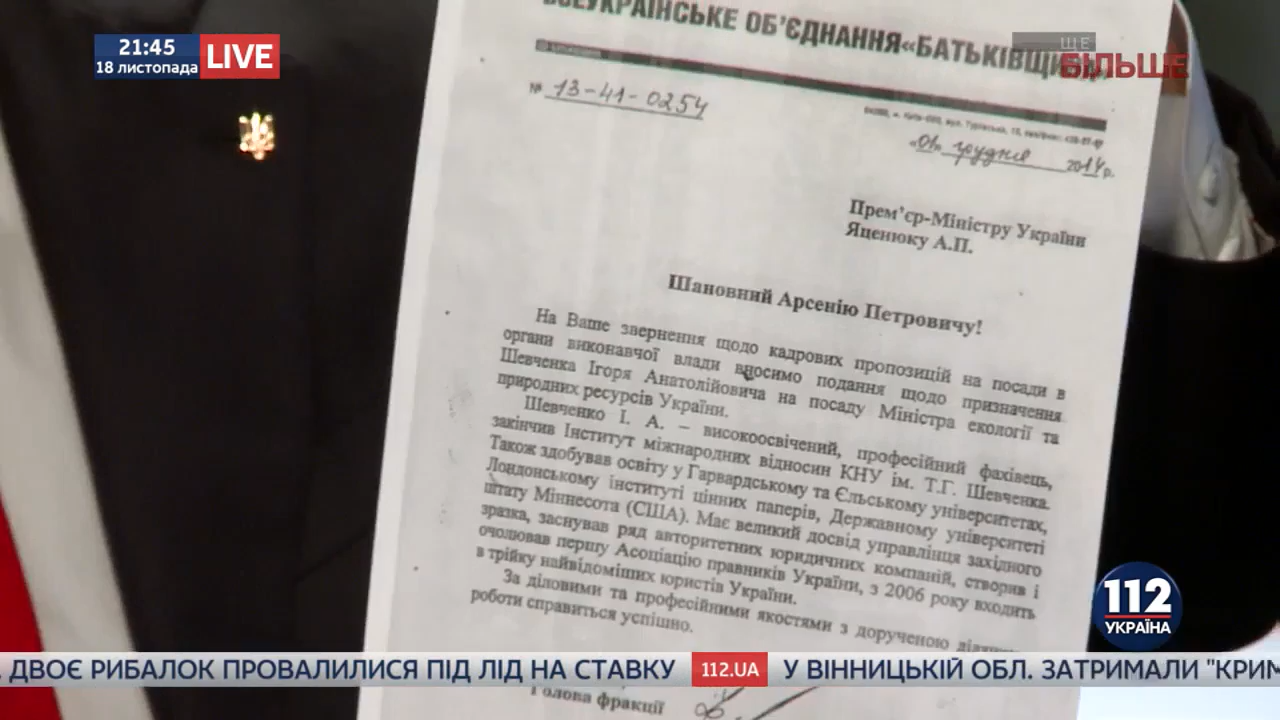 21:45
18 листопада
LIVE
ЩЕ
БІЛЬШЕ
ВСЕУКРАЇНСЬКЕ ОБ’ЄДНАННЯ «БАТЬКІВЩИ
№ 13-41-0254
«01» грудня 2014 р.
Прем’єр-Міністру України
Яценюку А.П.
Шановний Арсенію Петровичу!
На Ваше звернення щодо кадрових пропозицій на посади в
органи виконавчої влади вносимо подання щодо призначення
Шевченка Ігоря Анатолійовича на посаду Міністра екології та
природних ресурсів України.
Шевченко І. А. – високоосвічений, професійний фахівець,
закінчив Інститут міжнародних відносин КНУ ім. Т.Г. Шевченка.
Також здобував освіту у Гарвардському та Єльському університетах,
Лондонському інституті цінних паперів, Державному університеті
штату Міннесота (США). Має великий досвід управлінця західного
зразка, заснував ряд авторитетних юридичних компаній, створив і
очолював першу Асоціацію правників України, з 2006 року входить
в трійку найвідоміших юристів України.
За діловими та професійними якостями з дорученою
роботи справиться успішно.
Голова фракції
112
УКРАЇНА
ДВОЄ РИБАЛОК ПРОВАЛИЛИСЯ ПІД ЛІД НА СТАВКУ 112.UA У ВІННИЦЬКІЙ ОБЛ. ЗАТРИМАЛИ "КРИМ